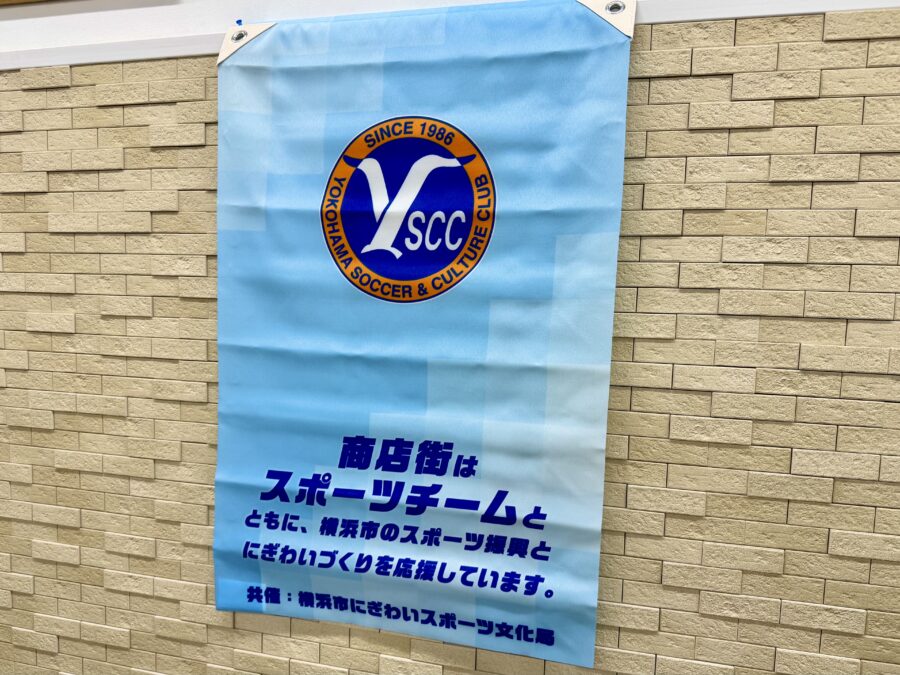 SINCE 1986
YSCC
YOKOHAMA SOCCER & CULTURE CLUB
商店街は
スポーツチームと
ともに、横浜市のスポーツ振興と
にぎわいづくりを応援しています。
共催：横浜市にぎわいスポーツ文化局